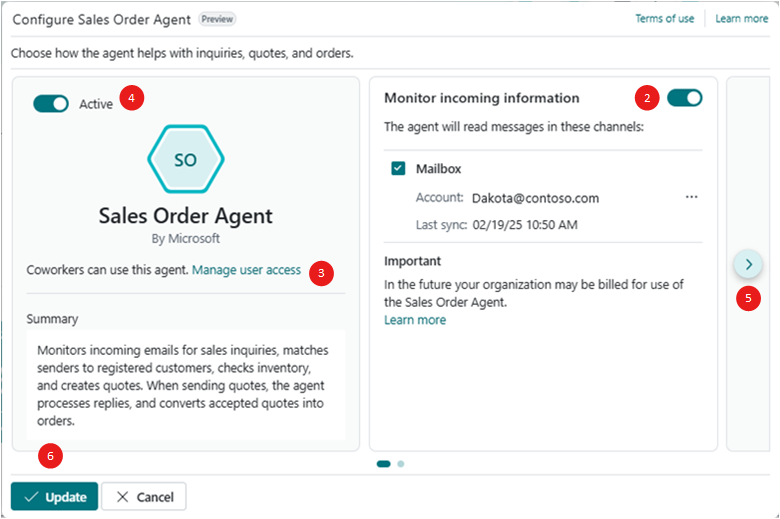 Configure Sales Order Agent Preview
Terms of use Learn more
Choose how the agent helps with inquiries, quotes, and orders.
Active 4
SO
Sales Order Agent
By Microsoft
Coworkers can use this agent. Manage user access 3
Summary
Monitors incoming emails for sales inquiries, matches
senders to registered customers, checks inventory,
and creates quotes. When sending quotes, the agent
processes replies, and converts accepted quotes into
orders.
6
Monitor incoming information 2
The agent will read messages in these channels:
Mailbox
Account: Dakota@contoso.com ...
Last sync: 02/19/25 10:50 AM
Important
In the future your organization may be billed for use of
the Sales Order Agent.
Learn more
5
Update Cancel